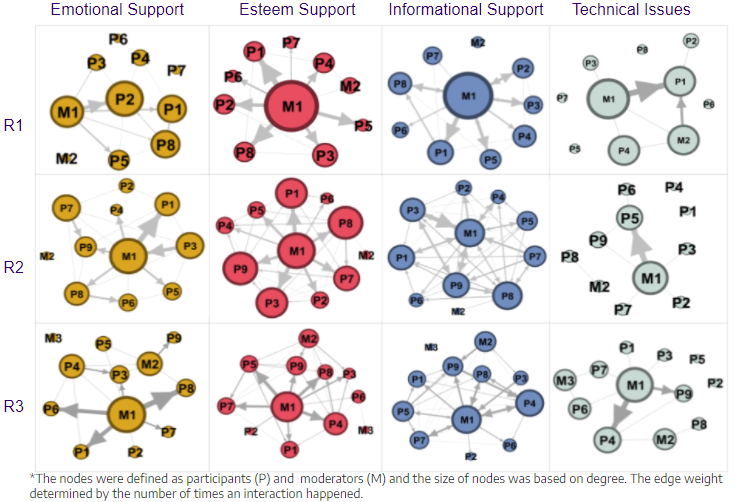 Emotional Support Esteem Support Informational Support Technical Issues
R1
P6 P3 P4 P7 M1 P2 P1 P8 M2 P5
P7 P1 P4 P6 M2 P2 M1 P5 P8 P3
M2 P7 P2 P8 M1 P3 P6 P4 P1 P5
P2 P8 P3 P1 P7 M1 P6 P5 P4 M2
R2
P2 P7 P4 P1 P9 P3 M2 M1 P8 P6 P5
P1 P6 P5 P4 P8 M1 M2 P9 P7 P3 P2
P2 P4 P3 P5 M1 P1 P7 P9 P8 P6 M2
P6 P4 P5 P1 P9 P3 P8 M1 M2 P7 P2
R3
M3 P5 P9 P4 P3 M2 P8 P6 M1 P7 P1 P2
M2 P5 P9 P8 P3 P7 M1 P6 P4 P2 M3 P1
M3 M2 P9 P1 P8 P3 P5 P4 M1 P7 P6 P2
P1 P3 P5 M3 P7 M1 P2 P9 P6 P8 P4 M2
*The nodes were defined as participants (P) and moderators (M) and the size of nodes was based on degree. The edge weight
determined by the number of times an interaction happened.